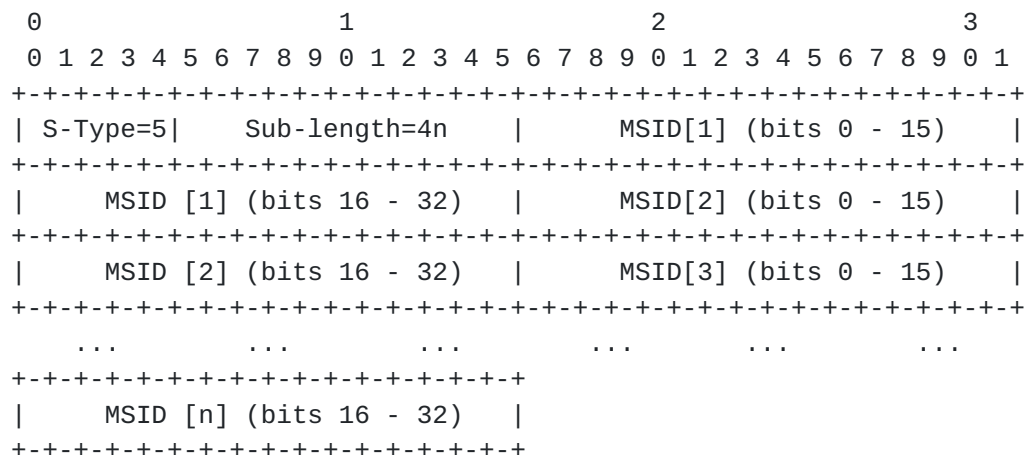 0                   1                   2                   3
 0 1 2 3 4 5 6 7 8 9 0 1 2 3 4 5 6 7 8 9 0 1 2 3 4 5 6 7 8 9 0 1
+-+-+-+-+-+-+-+-+-+-+-+-+-+-+-+-+-+-+-+-+-+-+-+-+-+-+-+-+-+-+-+-+
| S-Type=5|    Sub-length=4n    |      MSID[1] (bits 0 - 15)    |
+-+-+-+-+-+-+-+-+-+-+-+-+-+-+-+-+-+-+-+-+-+-+-+-+-+-+-+-+-+-+-+-+
|     MSID [1] (bits 16 - 32)   |      MSID[2] (bits 0 - 15)    |
+-+-+-+-+-+-+-+-+-+-+-+-+-+-+-+-+-+-+-+-+-+-+-+-+-+-+-+-+-+-+-+-+
|     MSID [2] (bits 16 - 32)   |      MSID[3] (bits 0 - 15)    |
+-+-+-+-+-+-+-+-+-+-+-+-+-+-+-+-+-+-+-+-+-+-+-+-+-+-+-+-+-+-+-+-+
    ...        ...        ...        ...       ...        ...
+-+-+-+-+-+-+-+-+-+-+-+-+-+-+-+-+
|     MSID [n] (bits 16 - 32)   |
+-+-+-+-+-+-+-+-+-+-+-+-+-+-+-+-+